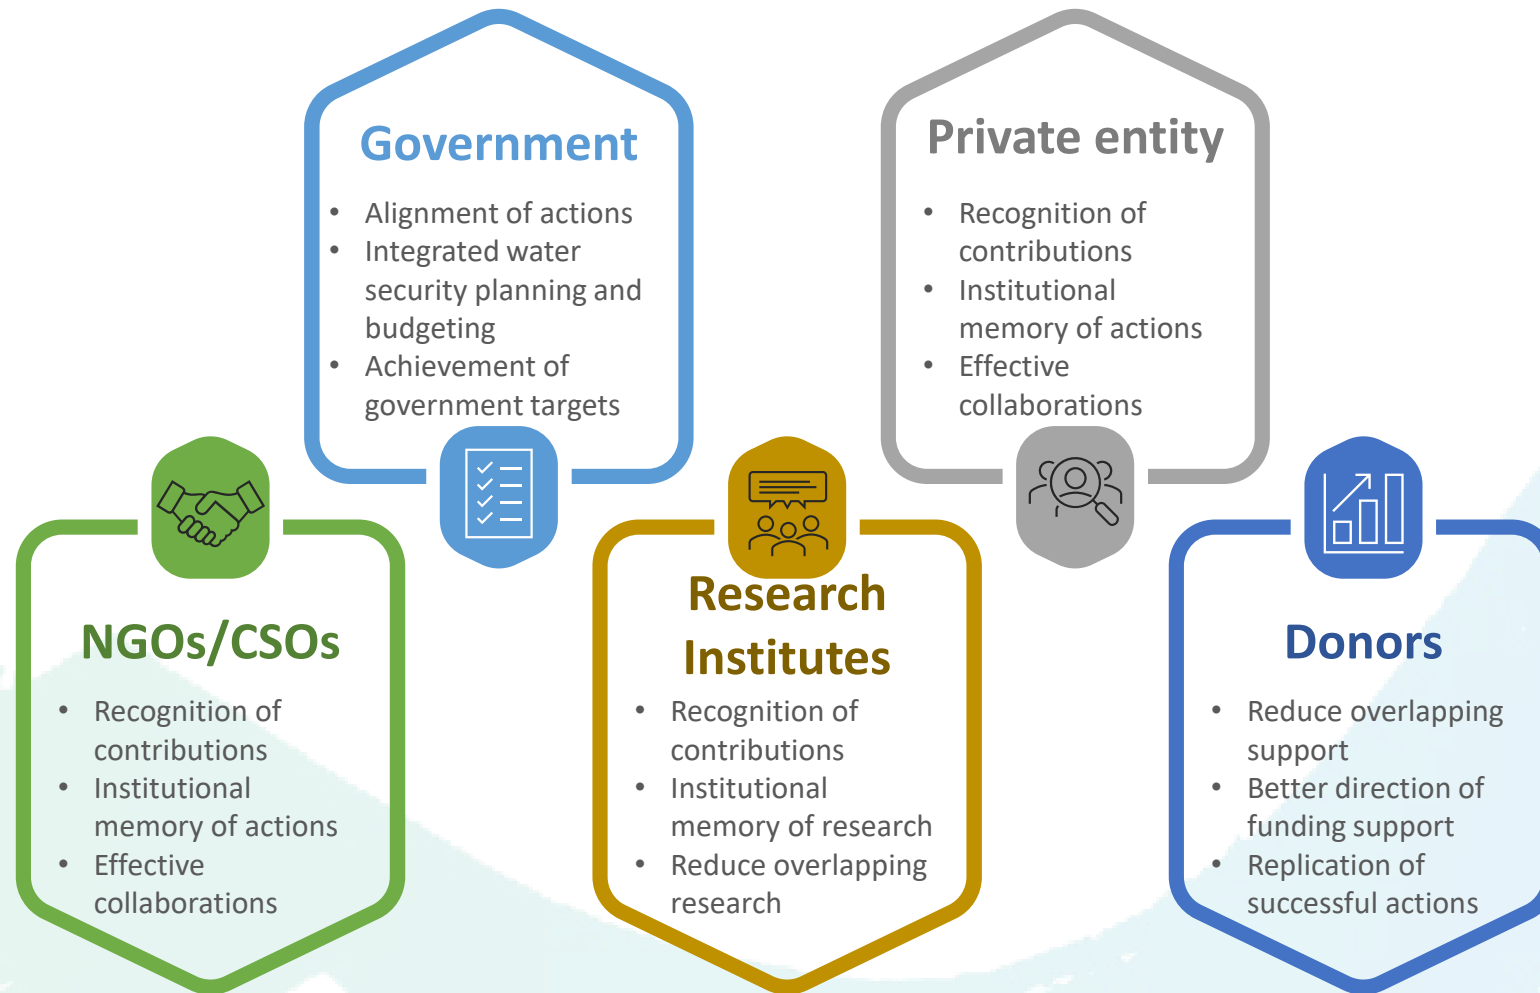 Government
• Alignment of actions
• Integrated water
security planning and
budgeting
• Achievement of
government targets
Private entity
• Recognition of
contributions
• Institutional
memory of actions
• Effective
collaborations
NGOs/CSOs
• Recognition of
contributions
• Institutional
memory of actions
• Effective
collaborations
Research
Institutes
• Recognition of
contributions
• Institutional
memory of research
• Reduce overlapping
research
Donors
• Reduce overlapping
support
• Better direction of
funding support
• Replication of
successful actions